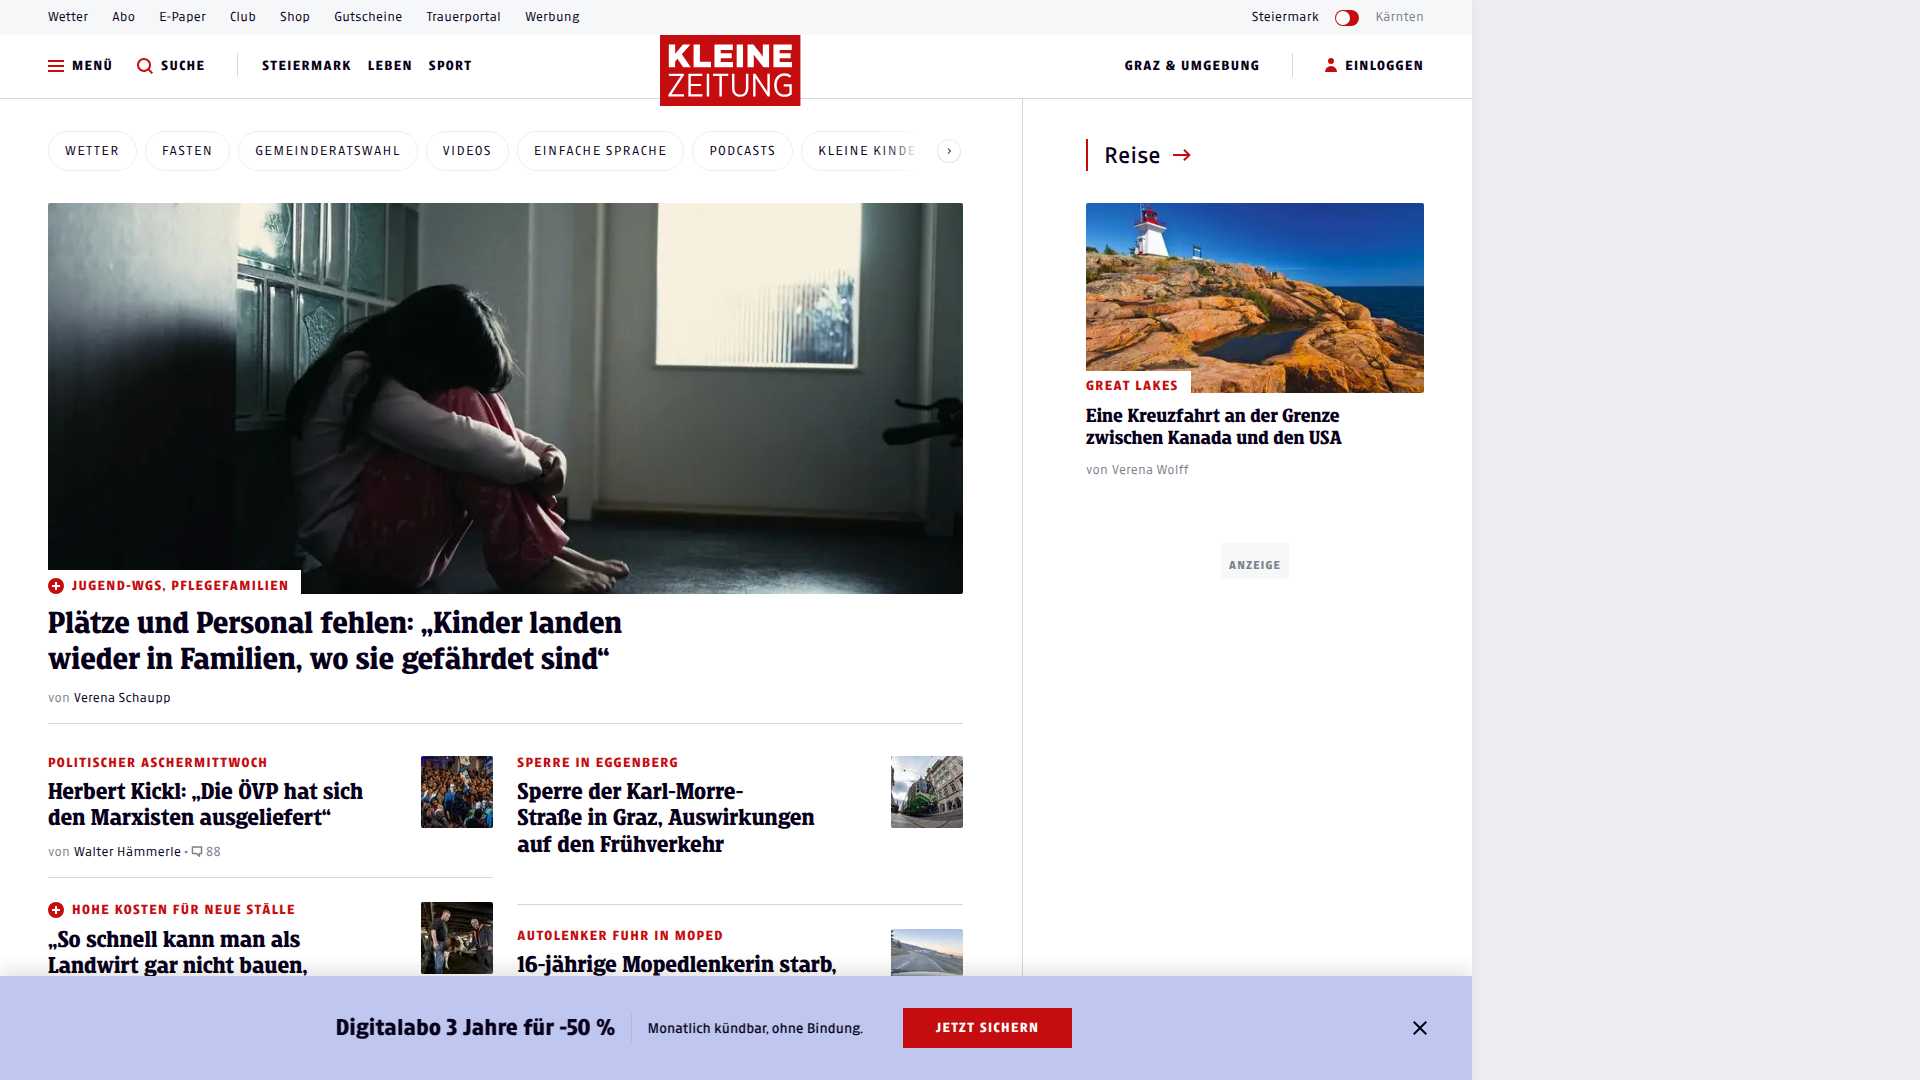 Wetter Abo E-Paper Club Shop Gutscheine Trauerportal Werbung Steiermark Kärnten
MENÜ SUCHE STEIERMARK LEBEN SPORT KLEINE ZEITUNG GRAZ & UMGEBUNG EINLOGGEN
WETTER FASTEN GEMEINDERATSWAHL VIDEOS EINFACHE SPRACHE PODCASTS KLEINE KINDE
JUGEND-WGS, PFLEGEFAMILIEN
Plätze und Personal fehlen: „Kinder landen
wieder in Familien, wo sie gefährdet sind“
von Verena Schaupp
POLITISCHER ASCHERMITTWOCH
Herbert Kickl: „Die ÖVP hat sich
den Marxisten ausgeliefert“
von Walter Hämmerle • 88
SPERRE IN EGGENBERG
Sperre der Karl-Morre-
Straße in Graz, Auswirkungen
auf den Frühverkehr
HOHE KOSTEN FÜR NEUE STÄLLE
„So schnell kann man als
Landwirt gar nicht bauen,
AUTOLENKER FUHR IN MOPED
16-jährige Mopedlenkerin starb,
Reise
GREAT LAKES
Eine Kreuzfahrt an der Grenze
zwischen Kanada und den USA
von Verena Wolff
ANZEIGE
Digitalabo 3 Jahre für -50 % Monatlich kündbar, ohne Bindung. JETZT SICHERN